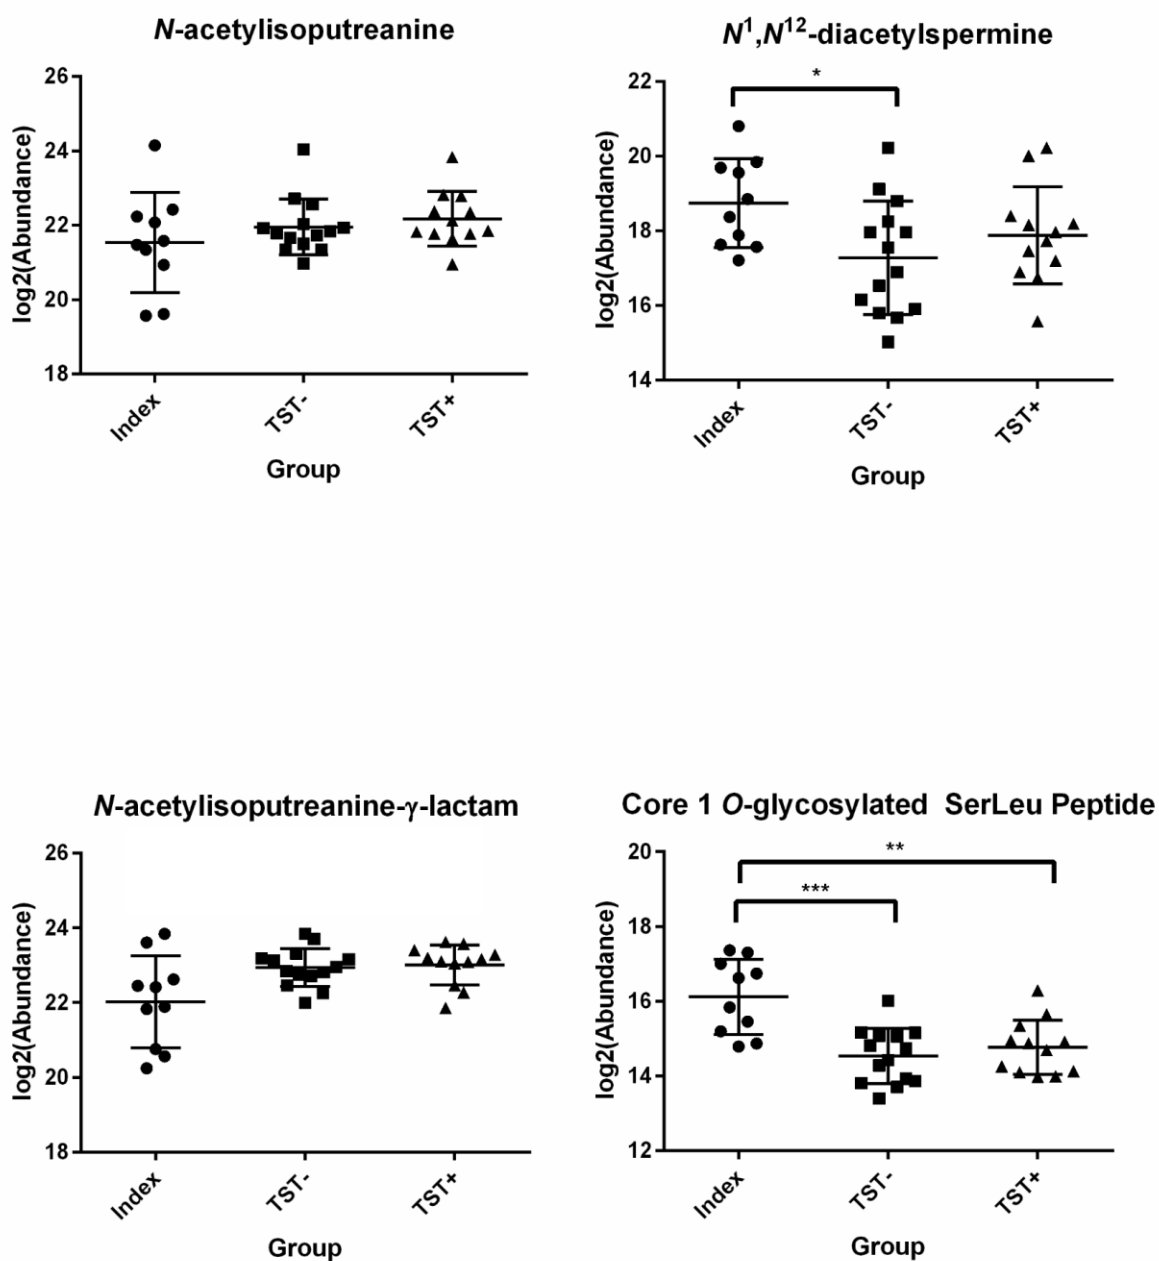 N-acetylisoputreanine
log2(Abundance)
26
24
22
20
18
Index
TST-
TST+
Group
N¹,N¹²-diacetylspermine
*
log2(Abundance)
22
20
18
16
14
Index
TST-
TST+
Group
N-acetylisoputreanine-γ-lactam
log2(Abundance)
26
24
22
20
18
Index
TST-
TST+
Group
Core 1 O-glycosylated SerLeu Peptide
**
***
log2(Abundance)
20
18
16
14
12
Index
TST-
TST+
Group